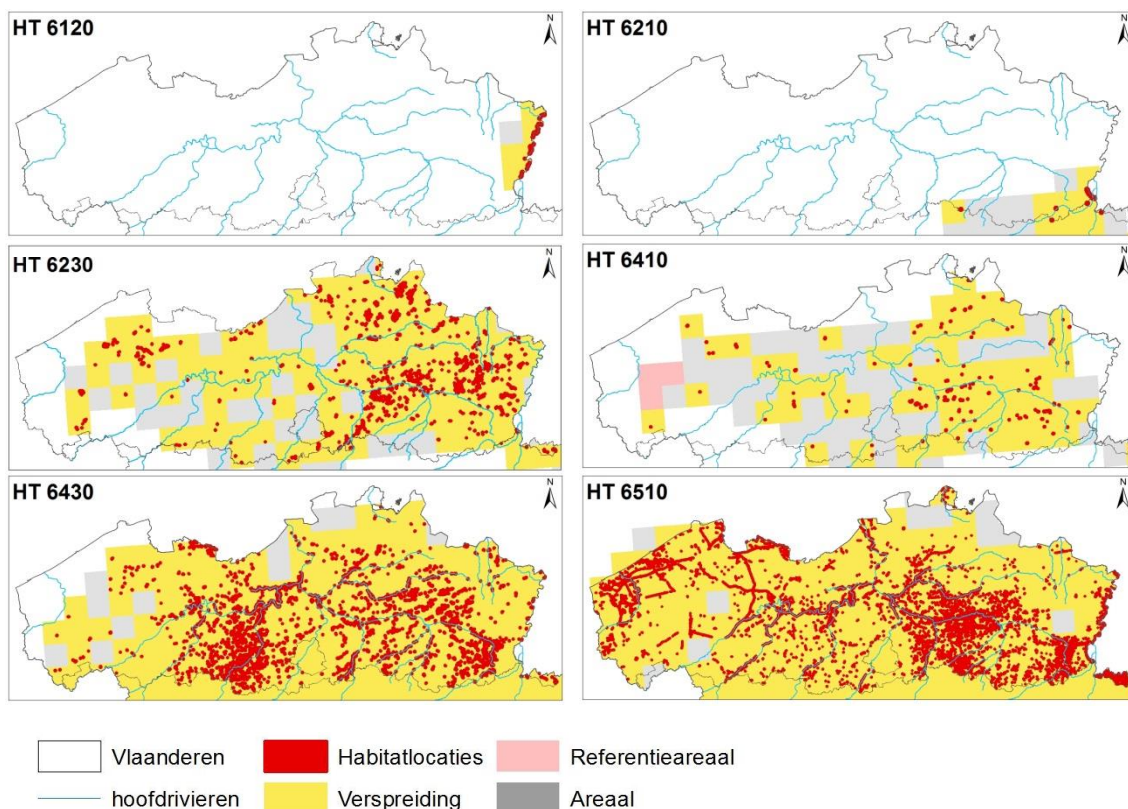 HT 6120
N
HT 6210
N
HT 6230
N
HT 6410
N
HT 6430
N
HT 6510
N
Vlaanderen
Habitatlocaties
Referentieareaal
hoofdrivieren
Verspreiding
Areaal